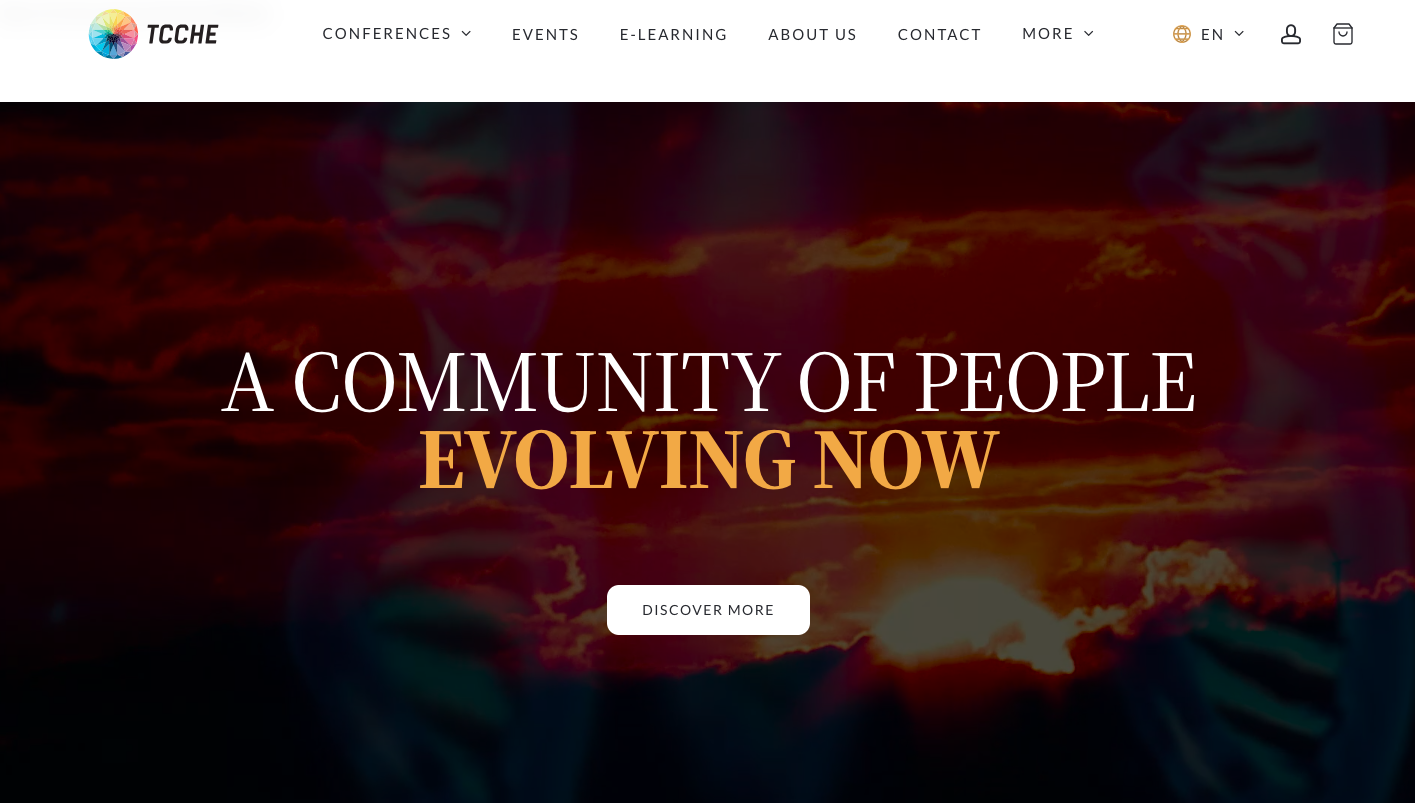 TCCHE
CONFERENCES
EVENTS
E-LEARNING
ABOUT US
CONTACT
MORE
EN
A COMMUNITY OF PEOPLE
EVOLVING NOW
DISCOVER MORE